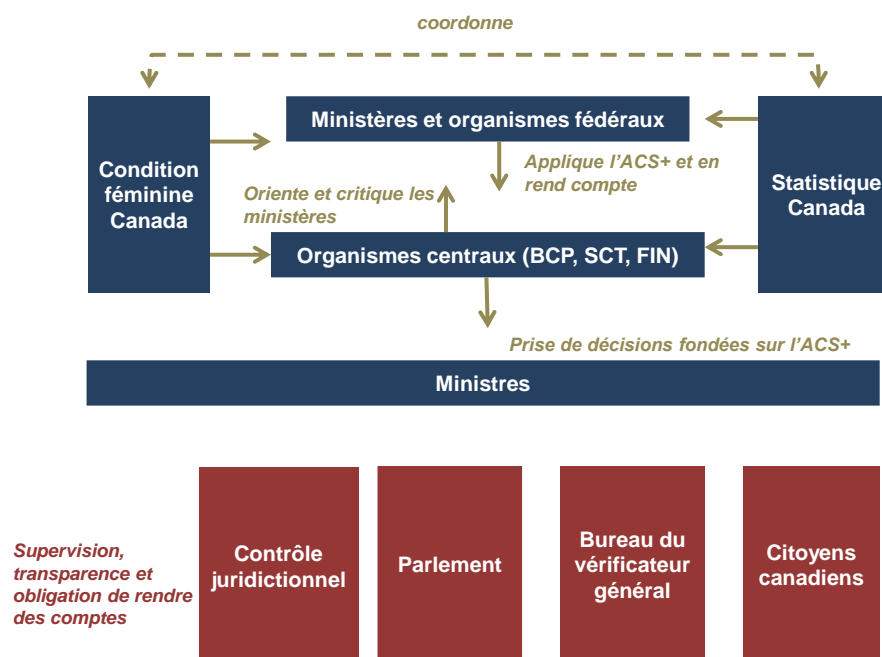 coordonne
Ministères et organismes fédéraux
Condition
féminine
Canada
Applique l'ACS+ et en
rend compte
Statistique
Canada
Oriente et critique les
ministères
Organismes centraux (BCP, SCT, FIN)
Prise de décisions fondées sur l'ACS+
Ministres
Supervision,
transparence et
obligation de rendre
des comptes
Contrôle
juridictionnel
Parlement
Bureau du
vérificateur
général
Citoyens
canadiens